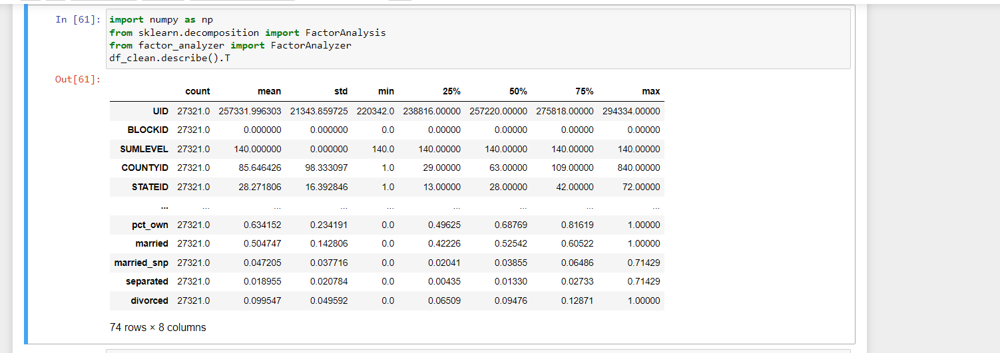 In [61]: import numpy as np
from sklearn.decomposition import FactorAnalysis
from factor_analyzer import FactorAnalyzer
df_clean.describe().T
Out[61]:
count mean std min 25% 50% 75% max
UID 27321.0 257331.996303 21343.859725 220342.0 238816.00000 257220.00000 275818.00000 294334.00000
BLOCKID 27321.0 0.000000 0.000000 0.0 0.00000 0.00000 0.00000 0.00000
SUMLEVEL 27321.0 140.000000 0.000000 140.0 140.00000 140.00000 140.00000 140.00000
COUNTYID 27321.0 85.646426 98.333097 1.0 29.00000 63.00000 109.00000 840.00000
STATEID 27321.0 28.271806 16.392846 1.0 13.00000 28.00000 42.00000 72.00000
... ... ... ... ... ... ... ... ...
pct_own 27321.0 0.634152 0.234191 0.0 0.49625 0.68769 0.81619 1.00000
married 27321.0 0.504747 0.142806 0.0 0.42226 0.52542 0.60522 1.00000
married_snp 27321.0 0.047205 0.037716 0.0 0.02041 0.03855 0.06486 0.71429
separated 27321.0 0.018955 0.020784 0.0 0.00435 0.01330 0.02733 0.71429
divorced 27321.0 0.099547 0.049592 0.0 0.06509 0.09476 0.12871 1.00000
74 rows × 8 columns